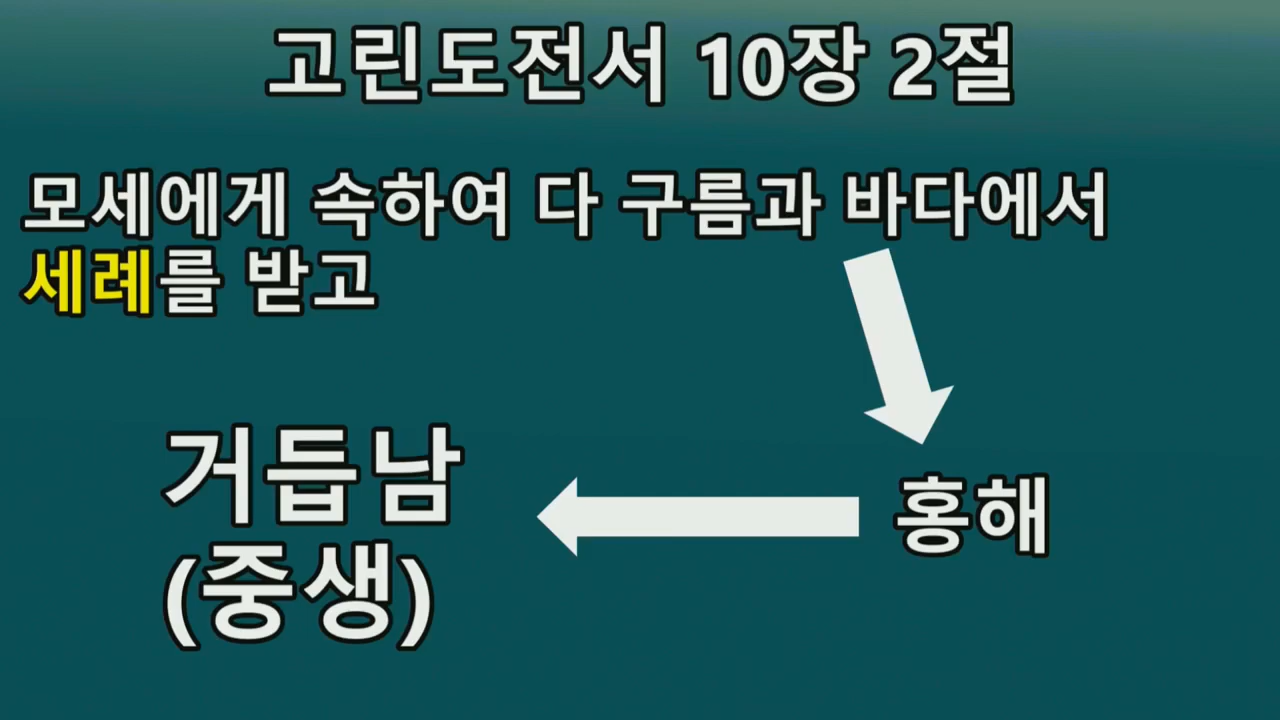 고린도전서 10장 2절
모세에게 속하여 다 구름과 바다에서
세례를 받고
홍해
거듭남
(중생)